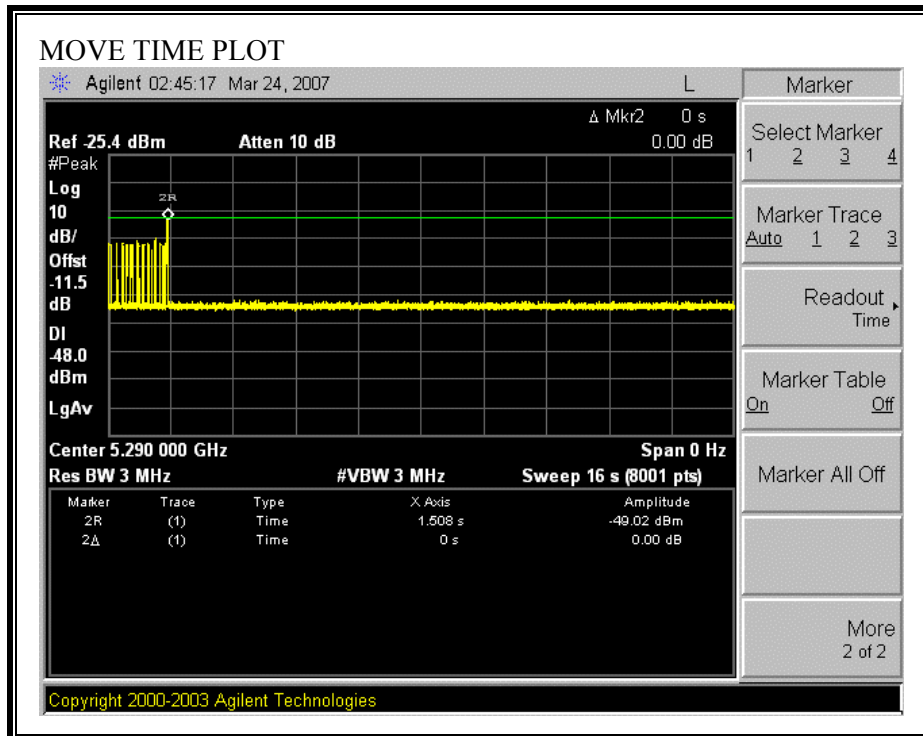 MOVE TIME PLOT
Agilent 02:45:17 Mar 24, 2007 L
Δ Mkr2 0 s
Ref -25.4 dBm Atten 10 dB 0.00 dB
#Peak
Log
10
dB/
Offst
-11.5
dB
DI
-48.0
dBm
LgAv
2R
Center 5.290 000 GHz Span 0 Hz
Res BW 3 MHz #VBW 3 MHz Sweep 16 s (8001 pts)
Marker Trace Type X Axis Amplitude
2R (1) Time 1.508 s -49.02 dBm
2Δ (1) Time 0 s 0.00 dB
Copyright 2000-2003 Agilent Technologies
Marker
Select Marker
1 2 3 4
Marker Trace
Auto 1 2 3
Readout
Time
Marker Table
On Off
Marker All Off
More
2 of 2